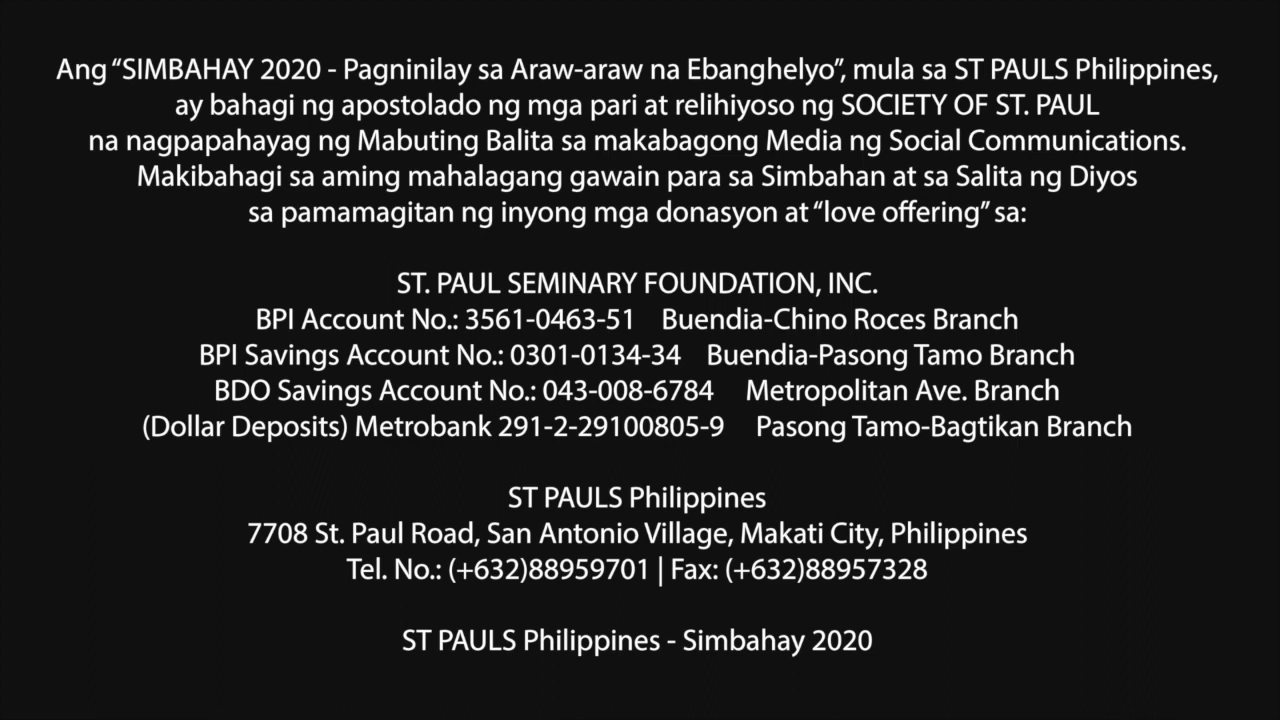 Ang “SIMBAHAY 2020 - Pagninilay sa Araw-araw na Ebanghelyo”, mula sa ST PAULS Philippines,
ay bahagi ng apostolado ng mga pari at relihiyoso ng SOCIETY OF ST. PAUL
na nagpapahayag ng Mabuting Balita sa makabagong Media ng Social Communications.
Makibahagi sa aming mahalagang gawain para sa Simbahan at sa Salita ng Diyos
sa pamamagitan ng inyong mga donasyon at “love offering” sa:
ST. PAUL SEMINARY FOUNDATION, INC.
BPI Account No.: 3561-0463-51 Buendia-Chino Roces Branch
BPI Savings Account No.: 0301-0134-34 Buendia-Pasong Tamo Branch
BDO Savings Account No.: 043-008-6784 Metropolitan Ave. Branch
(Dollar Deposits) Metrobank 291-2-29100805-9 Pasong Tamo-Bagtikan Branch
ST PAULS Philippines
7708 St. Paul Road, San Antonio Village, Makati City, Philippines
Tel. No.: (+632)88959701 | Fax: (+632)88957328
ST PAULS Philippines - Simbahay 2020